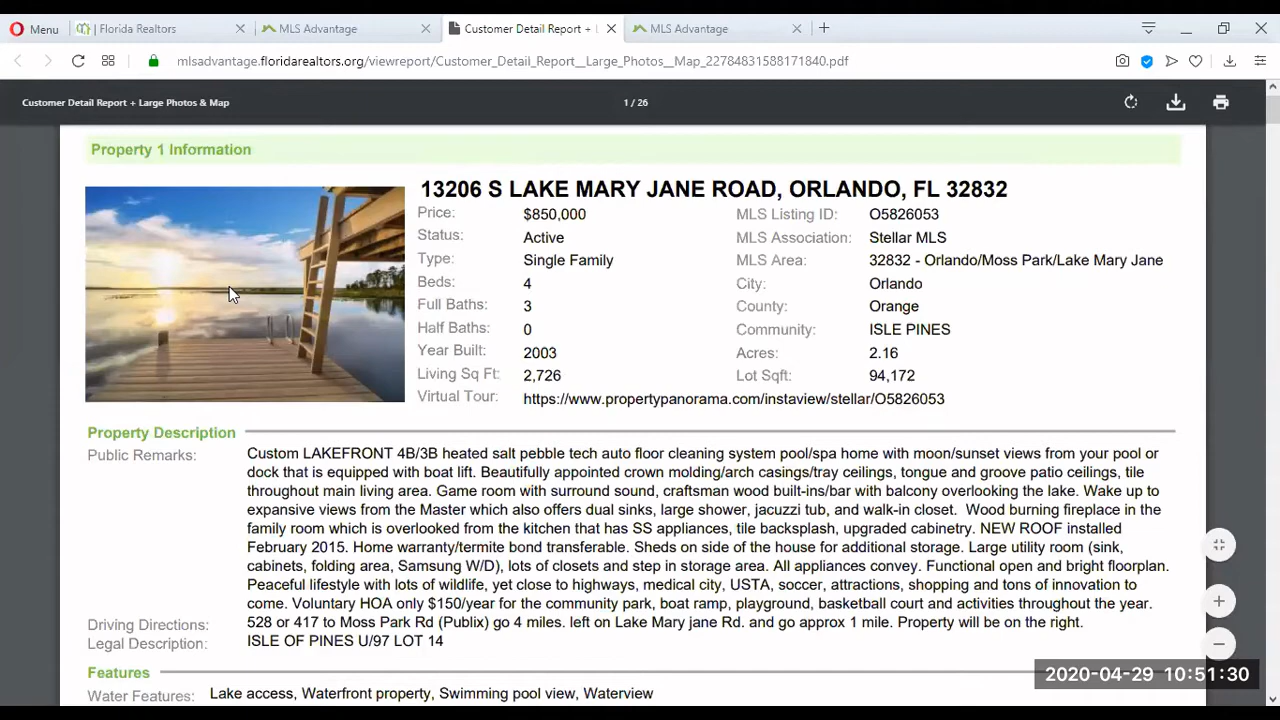 Menu
Florida Realtors
MLS Advantage
Customer Detail Report + L
MLS Advantage
mlsadvantage.floridarealtors.org/viewreport/Customer_Detail_Report__Large_Photos__Map_22784831588171840.pdf
Customer Detail Report + Large Photos & Map
1 / 26
Property 1 Information
13206 S LAKE MARY JANE ROAD, ORLANDO, FL 32832
Price: $850,000 MLS Listing ID: O5826053
Status: Active MLS Association: Stellar MLS
Type: Single Family MLS Area: 32832 - Orlando/Moss Park/Lake Mary Jane
Beds: 4 City: Orlando
Full Baths: 3 County: Orange
Half Baths: 0 Community: ISLE PINES
Year Built: 2003 Acres: 2.16
Living Sq Ft: 2,726 Lot Sqft: 94,172
Virtual Tour: https://www.propertypanorama.com/instaview/stellar/O5826053
Property Description
Public Remarks: Custom LAKEFRONT 4B/3B heated salt pebble tech auto floor cleaning system pool/spa home with moon/sunset views from your pool or
dock that is equipped with boat lift. Beautifully appointed crown molding/arch casings/tray ceilings, tongue and groove patio ceilings, tile
throughout main living area. Game room with surround sound, craftsman wood built-ins/bar with balcony overlooking the lake. Wake up to
expansive views from the Master which also offers dual sinks, large shower, jacuzzi tub, and walk-in closet. Wood burning fireplace in the
family room which is overlooked from the kitchen that has SS appliances, tile backsplash, upgraded cabinetry. NEW ROOF installed
February 2015. Home warranty/termite bond transferable. Sheds on side of the house for additional storage. Large utility room (sink,
cabinets, folding area, Samsung W/D), lots of closets and step in storage area. All appliances convey. Functional open and bright floorplan.
Peaceful lifestyle with lots of wildlife, yet close to highways, medical city, USTA, soccer, attractions, shopping and tons of innovation to
come. Voluntary HOA only $150/year for the community park, boat ramp, playground, basketball court and activities throughout the year.
Driving Directions: 528 or 417 to Moss Park Rd (Publix) go 4 miles. left on Lake Mary jane Rd. and go approx 1 mile. Property will be on the right.
Legal Description: ISLE OF PINES U/97 LOT 14
Features
Water Features: Lake access, Waterfront property, Swimming pool view, Waterview
2020-04-29 10:51:30